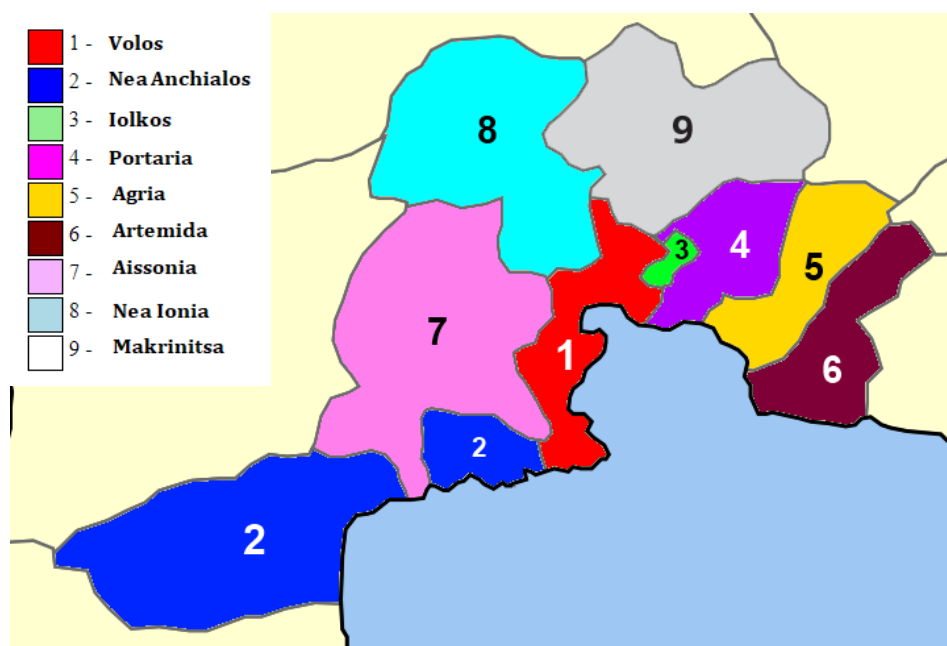 1 - Volos
2 - Nea Anchialos
3 - Iolkos
4 - Portaria
5 - Agria
6 - Artemida
7 - Aissonia
8 - Nea Ionia
9 - Makrinitsa
8
9
3
4
5
7
1
6
2
2